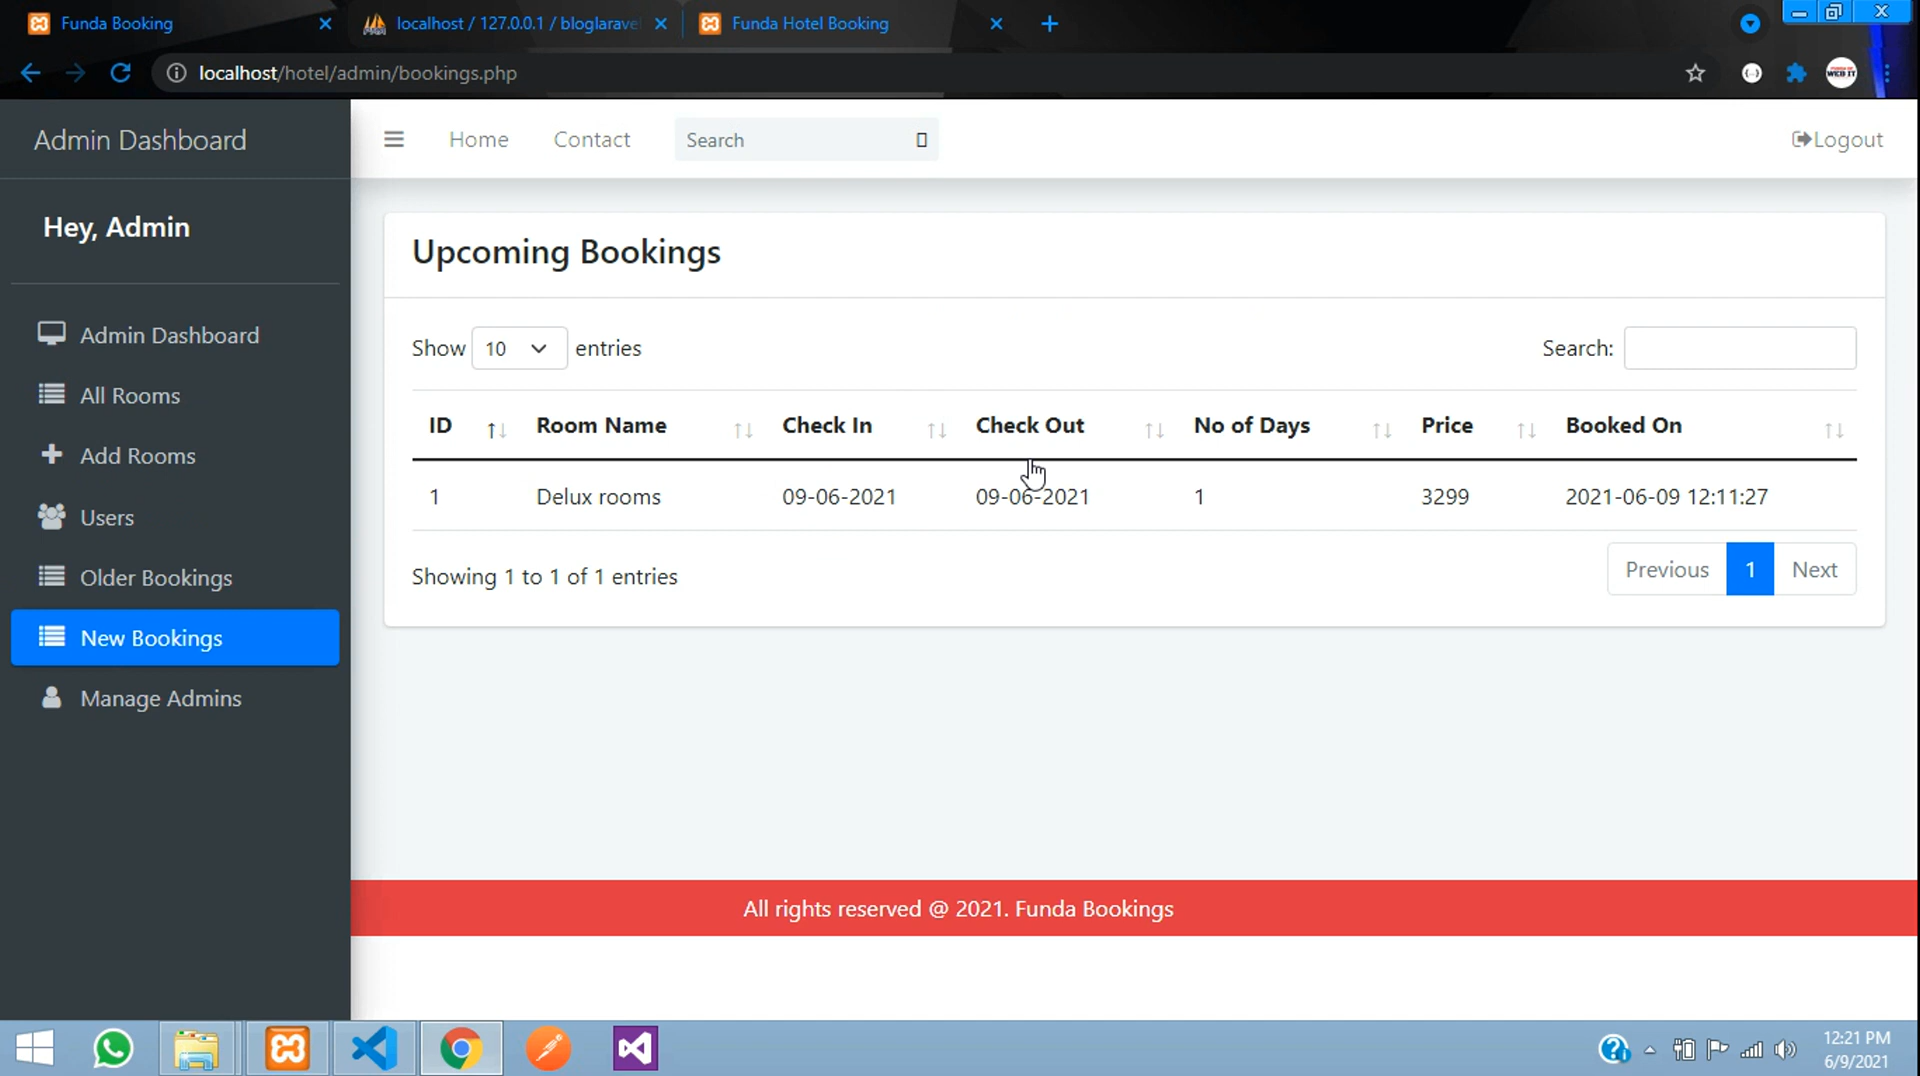 Funda Booking
localhost / 127.0.0.1 / bloglarave
Funda Hotel Booking
localhost/hotel/admin/bookings.php
Admin Dashboard
Home
Contact
Search
Logout
Hey, Admin
Admin Dashboard
All Rooms
Add Rooms
Users
Older Bookings
New Bookings
Manage Admins
Upcoming Bookings
Show 10 entries
Search:
ID Room Name Check In Check Out No of Days Price Booked On
1 Delux rooms 09-06-2021 09-06-2021 1 3299 2021-06-09 12:11:27
Showing 1 to 1 of 1 entries
Previous 1 Next
All rights reserved @ 2021. Funda Bookings
12:21 PM
6/9/2021